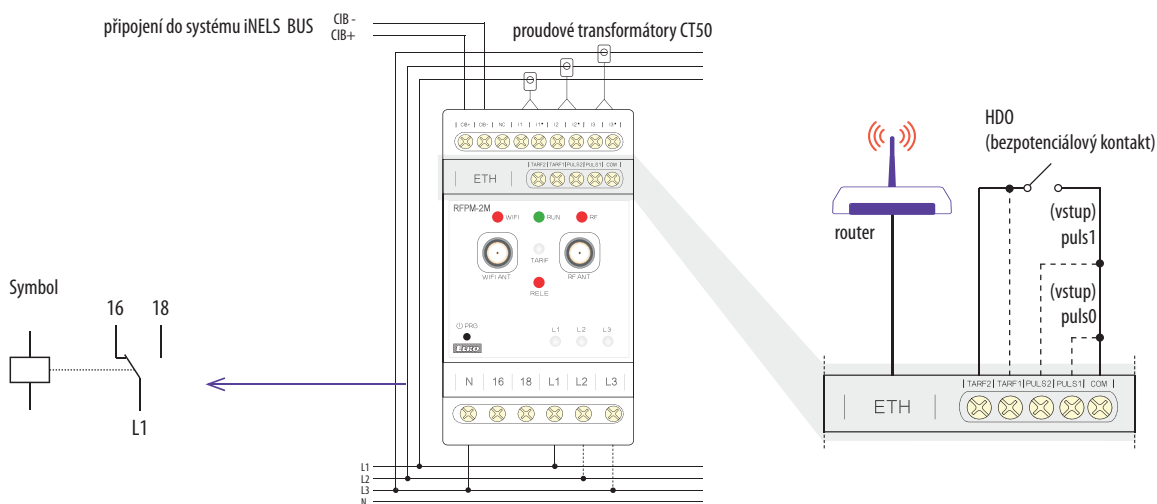 připojení do systému iNELS BUS
CIB -
CIB+
proudové transformátory CT50
CIB+ CIB- NC I1 I1* I2 I2* I3 I3*
TARF2 TARF1 PULS2 PULS1 COM
ETH
RFPM-2M
WIFI RUN RF
TARIF
WIFI ANT RF ANT
RELE
PRG
L1 L2 L3
ELKO
N 16 18 L1 L2 L3
L1
L2
L3
N
Symbol
16 18
L1
router
HDO
(bezpotenciálový kontakt)
(vstup)
puls1
(vstup)
puls0
TARF2 TARF1 PULS2 PULS1 COM
ETH